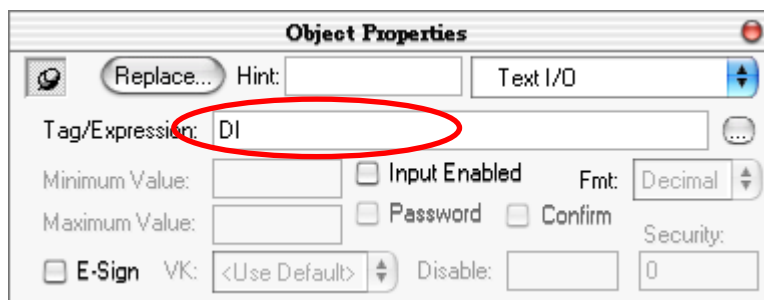 Object Properties
Replace... Hint: Text I/O
Tag/Expression: DI ...
Minimum Value: Input Enabled Fmt: Decimal
Maximum Value: Password Confirm Security:
E-Sign VK: <Use Default> Disable: 0